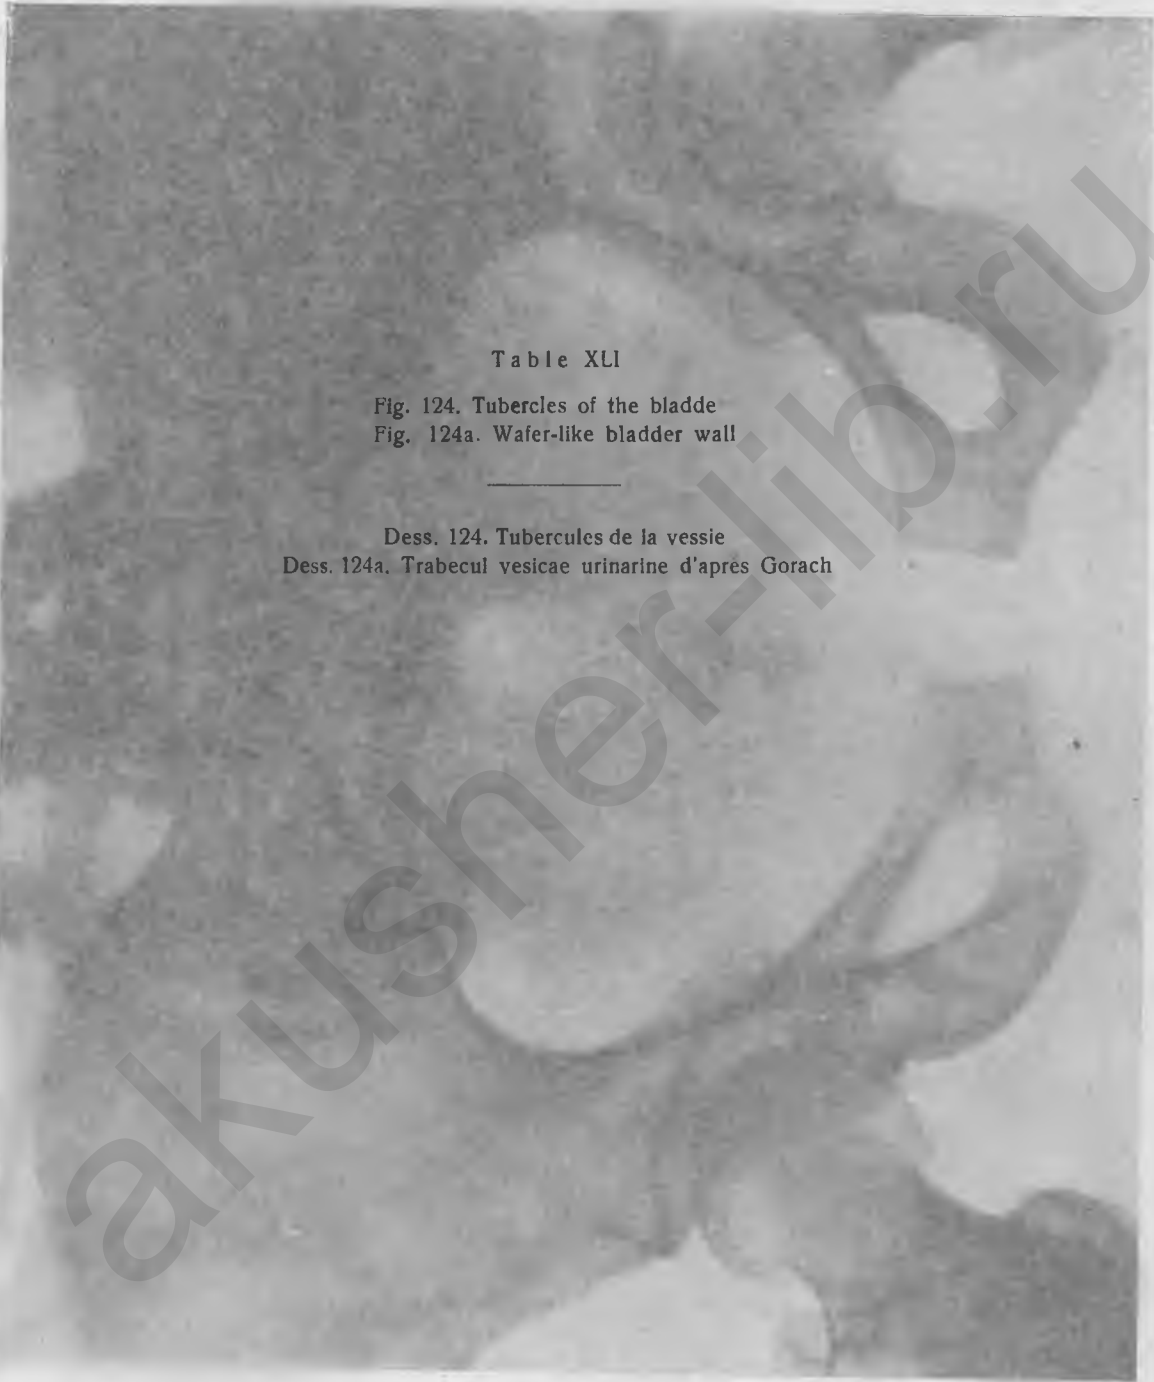 Table XLI
Fig. 124. Tubercles of the bladde
Fig. 124a. Wafer-like bladder wall
Dess. 124. Tubercules de la vessie
Dess. 124a. Trabecul vesicae urinarine d'après Gorach
akusher-lib.ru